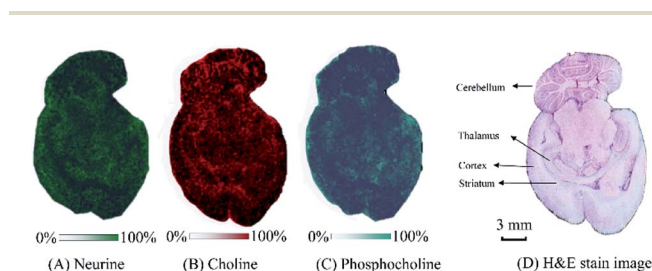 Cerebellum
Thalamus
Cortex
Striatum
3 mm
0% 100%
0% 100%
0% 100%
(A) Neurine
(B) Choline
(C) Phosphocholine
(D) H&E stain image